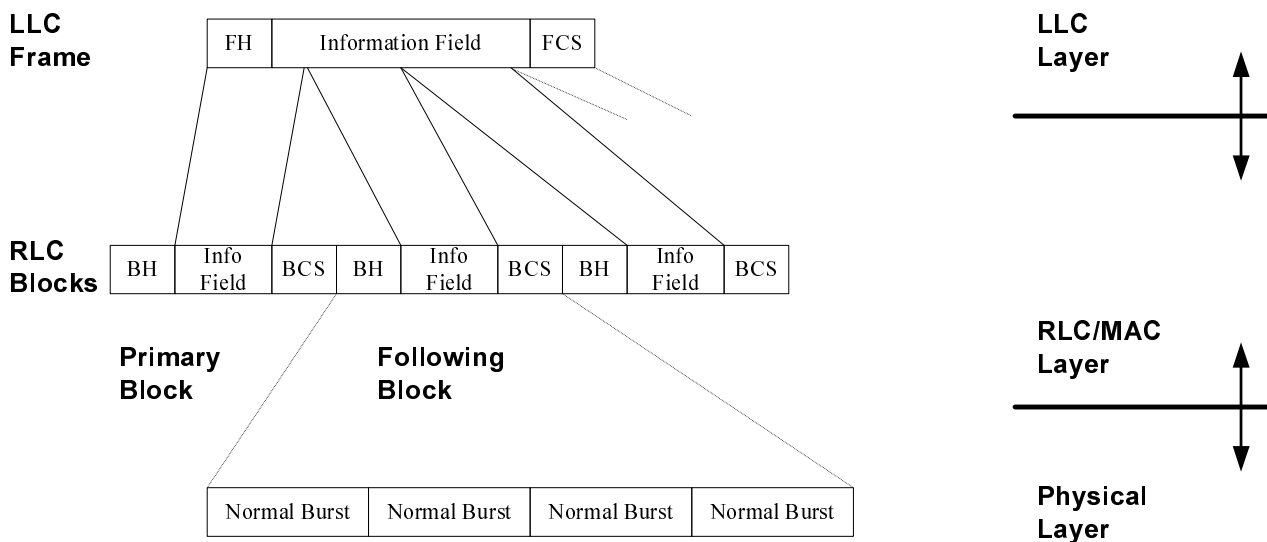 LLC
Frame
FH
Information Field
FCS
LLC
Layer
RLC
Blocks
BH
Info
Field
BCS
BH
Info
Field
BCS
BH
Info
Field
BCS
Primary
Block
Following
Block
RLC/MAC
Layer
Normal Burst
Normal Burst
Normal Burst
Normal Burst
Physical
Layer